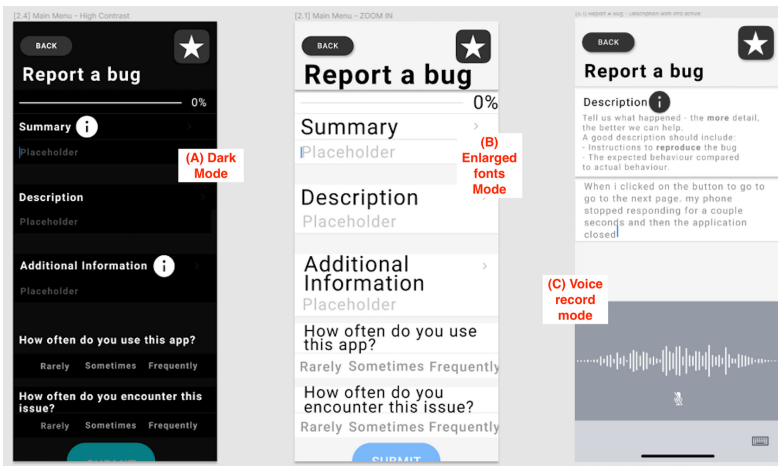 [2.4] Main Menu - High Contrast
BACK
Report a bug
0%
Summary i
Placeholder
(A) Dark
Mode
Description
Placeholder
Additional Information i
Placeholder
How often do you use this app?
Rarely Sometimes Frequently
How often do you encounter this
issue?
Rarely Sometimes Frequently
SUBMIT
[2.1] Main Menu - ZOOM IN
BACK
Report a bug
0%
Summary
Placeholder
(B)
Enlarged
fonts
Mode
Description
Placeholder
Additional
Information
Placeholder
How often do you use
this app?
Rarely Sometimes Frequently
How often do you
encounter this issue?
Rarely Sometimes Frequently
SUBMIT
Report a bug - Description with info active
BACK
Report a bug
Description i
Tell us what happened - the more detail,
the better we can help.
A good description should include:
- Instructions to reproduce the bug
- The expected behaviour compared
to actual behaviour.
When i clicked on the button to go to
go to the next page. my phone
stopped responding for a couple
seconds and then the application
closed
(C) Voice
record
mode